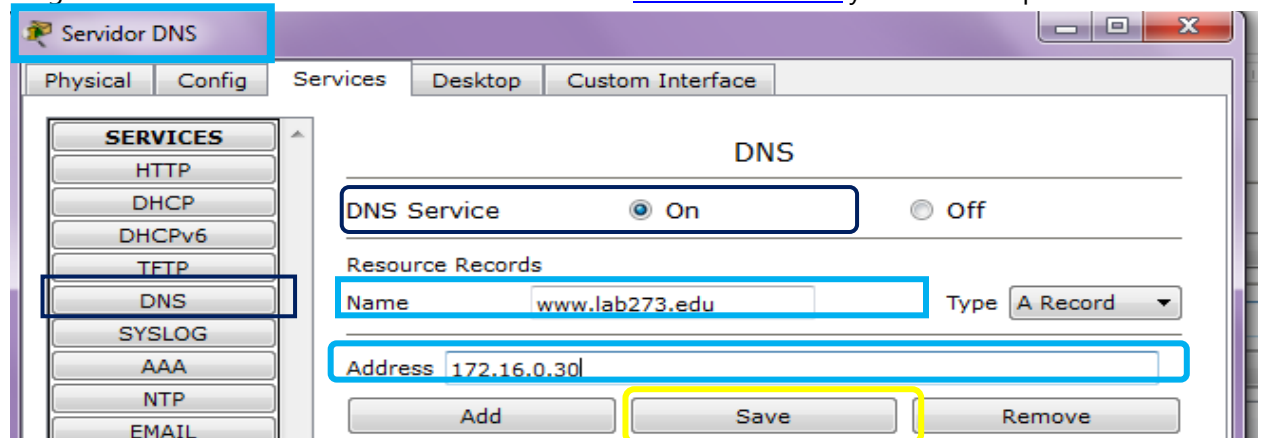 Servidor DNS
Physical Config Services Desktop Custom Interface
SERVICES
HTTP
DHCP
DHCPv6
TFTP
DNS
SYSLOG
AAA
NTP
EMAIL
DNS
DNS Service On Off
Resource Records
Name www.lab273.edu Type A Record
Address 172.16.0.30
Add Save Remove